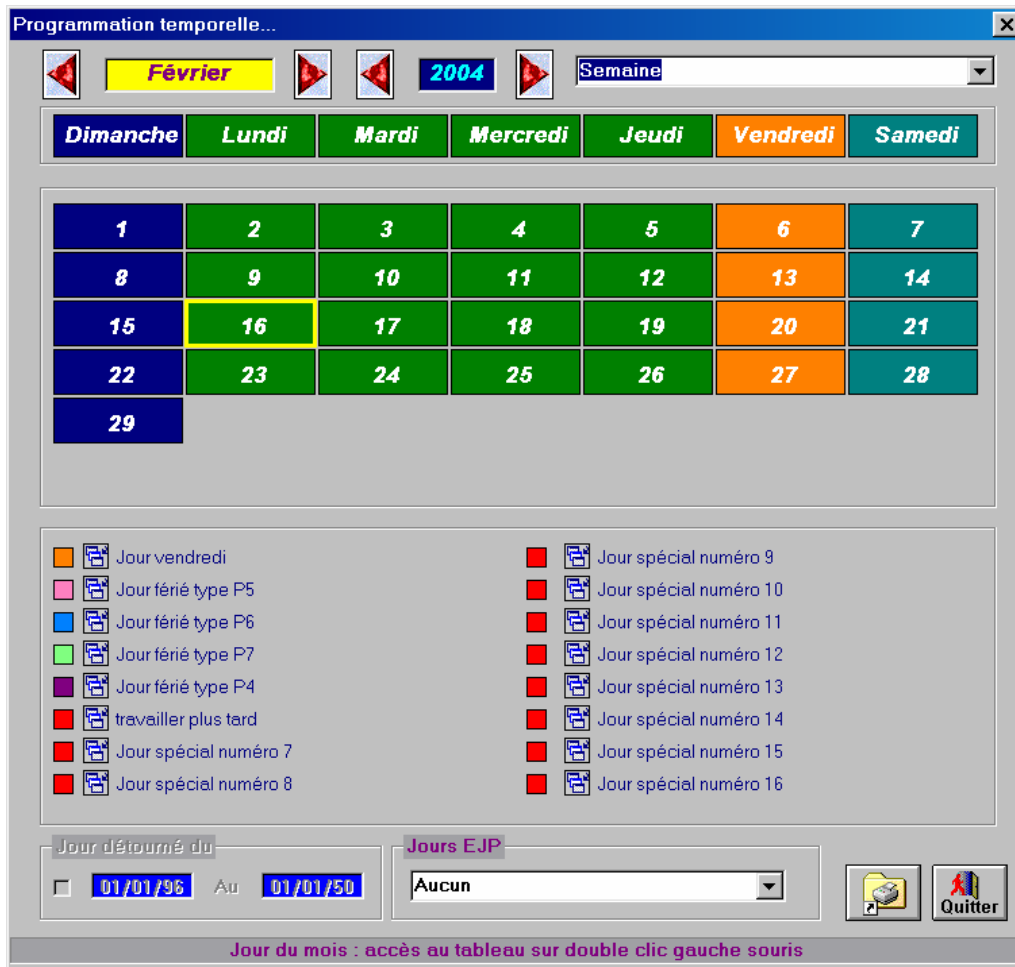 Programmation temporelle...
Février 2004 Semaine
Dimanche Lundi Mardi Mercredi Jeudi Vendredi Samedi
1 2 3 4 5 6 7
8 9 10 11 12 13 14
15 16 17 18 19 20 21
22 23 24 25 26 27 28
29
Jour vendredi Jour spécial numéro 9
Jour férié type P5 Jour spécial numéro 10
Jour férié type P6 Jour spécial numéro 11
Jour férié type P7 Jour spécial numéro 12
Jour férié type P4 Jour spécial numéro 13
travailler plus tard Jour spécial numéro 14
Jour spécial numéro 7 Jour spécial numéro 15
Jour spécial numéro 8 Jour spécial numéro 16
Jour détourné du Jours EJP
01/01/96 Au 01/01/50 Aucun
Quitter
Jour du mois : accès au tableau sur double clic gauche souris